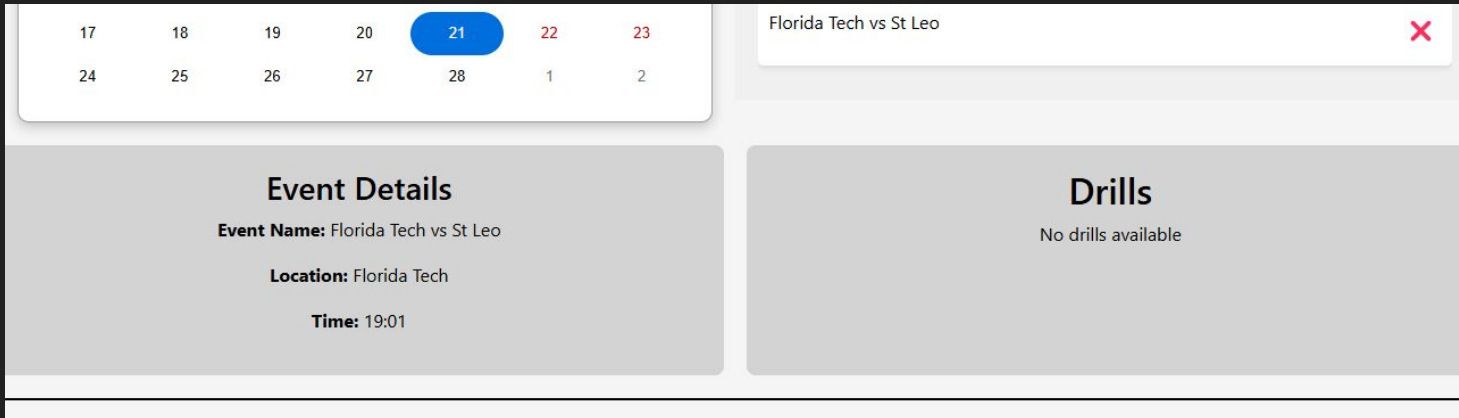 17 18 19 20 21 22 23
24 25 26 27 28 1 2
Florida Tech vs St Leo
Event Details
Event Name: Florida Tech vs St Leo
Location: Florida Tech
Time: 19:01
Drills
No drills available